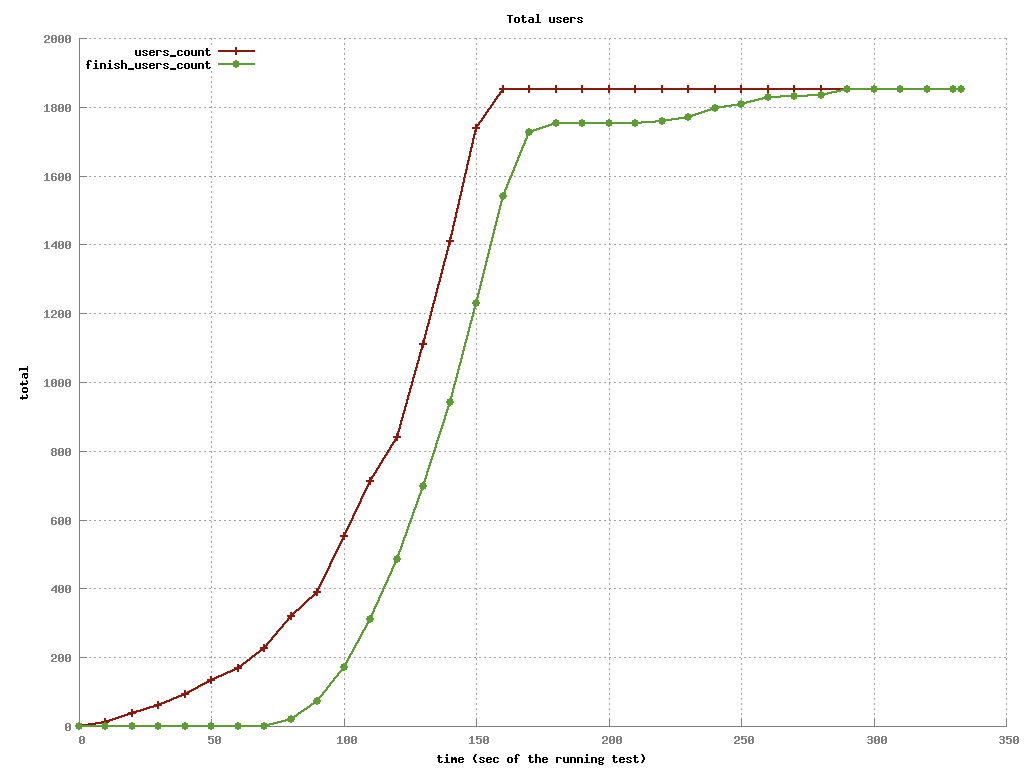 Total users
users_count
finish_users_count
2000
1800
1600
1400
1200
1000
800
600
400
200
0
total
0 50 100 150 200 250 300 350
time (sec of the running test)